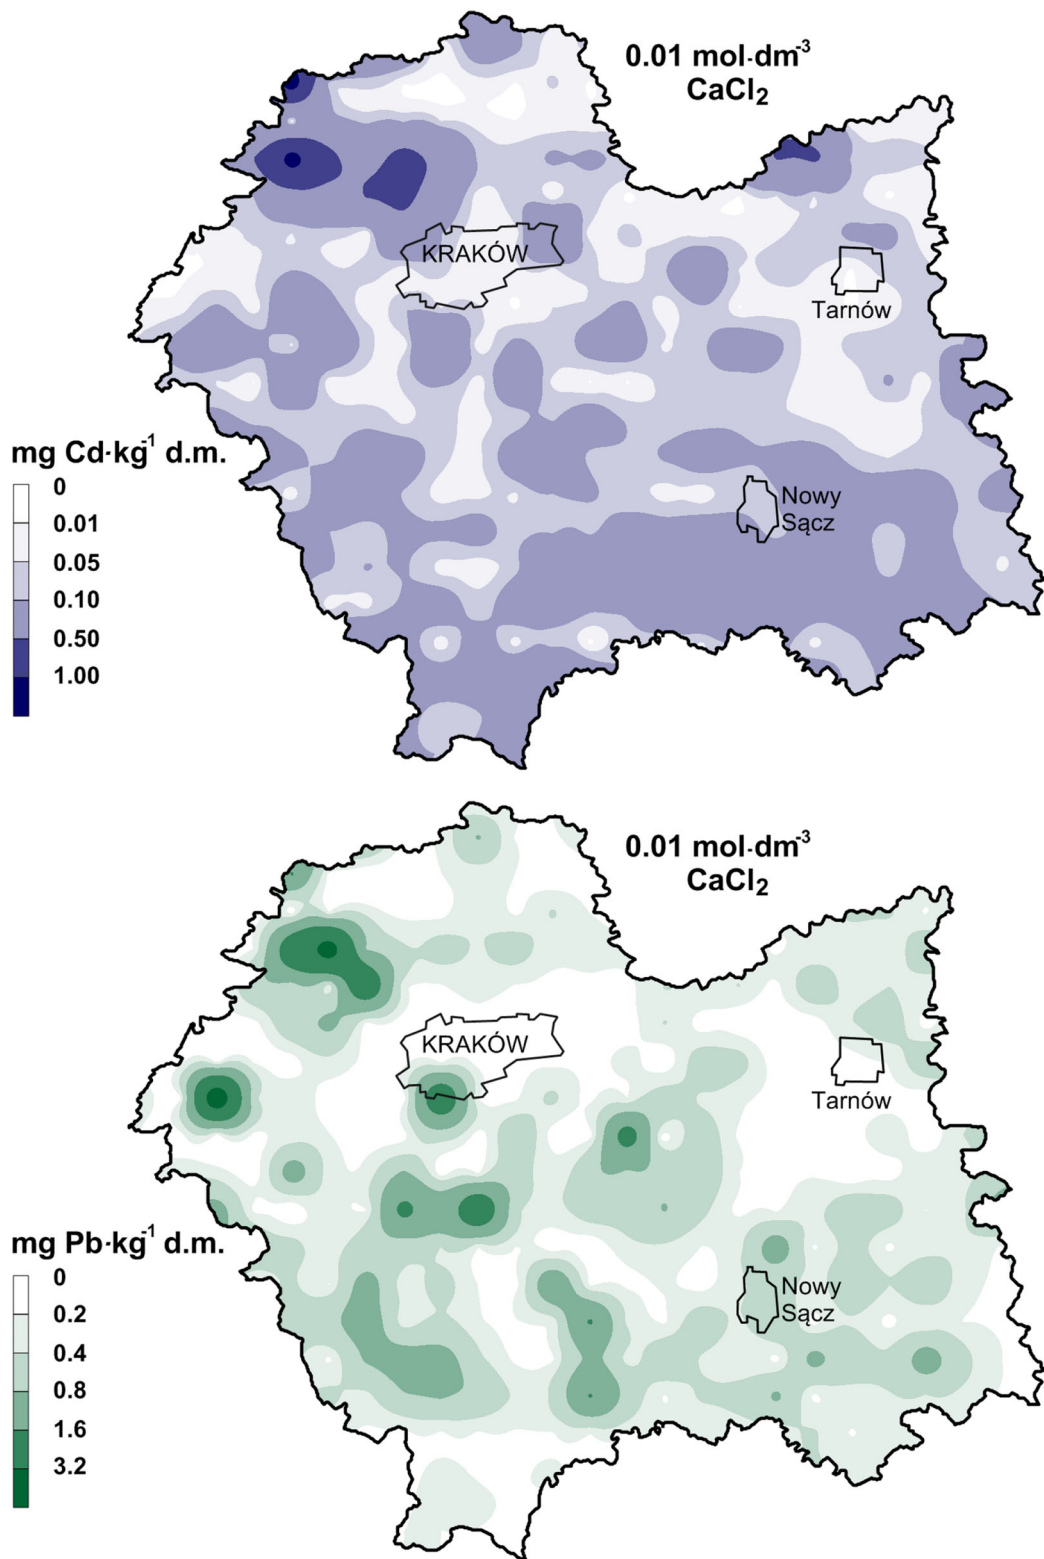 0.01 mol·dm⁻³
CaCl₂
KRAKÓW
Tarnów
mg Cd·kg⁻¹ d.m.
0
0.01
0.05
0.10
0.50
1.00
Nowy
Sącz
0.01 mol·dm⁻³
CaCl₂
KRAKÓW
Tarnów
mg Pb·kg⁻¹ d.m.
0
0.2
0.4
0.8
1.6
3.2
Nowy
Sącz